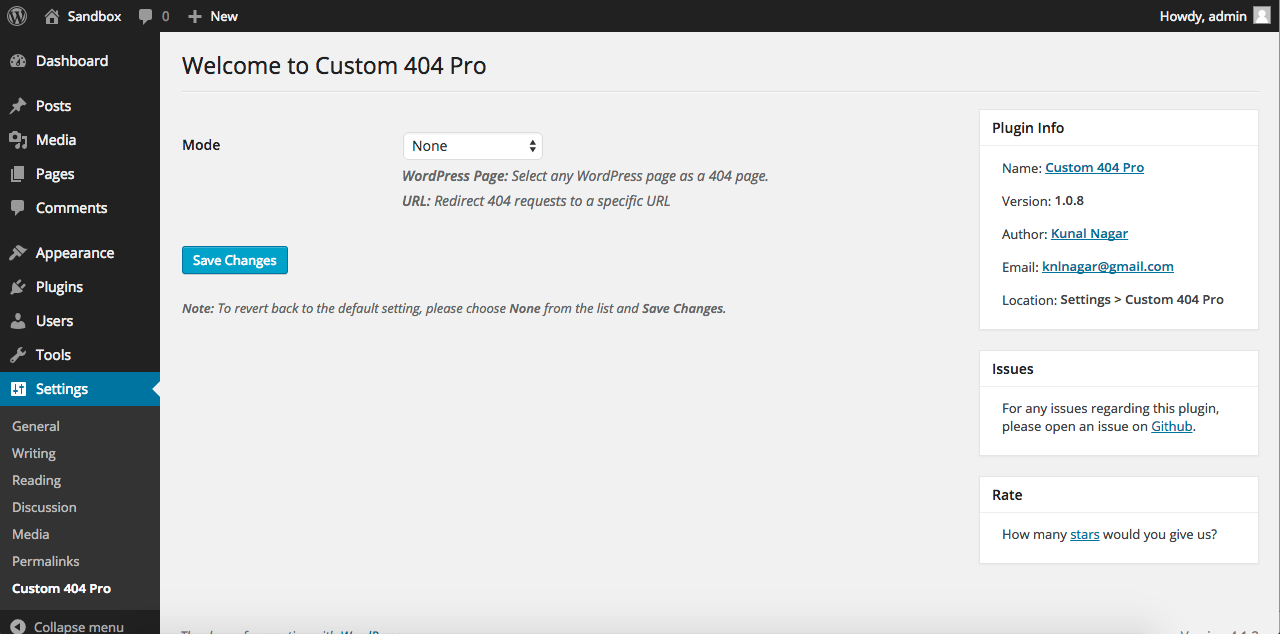 Sandbox 0 New Howdy, admin
Dashboard
Posts
Media
Pages
Comments
Appearance
Plugins
Users
Tools
Settings
General
Writing
Reading
Discussion
Media
Permalinks
Custom 404 Pro
Collapse menu
Welcome to Custom 404 Pro
Mode None
WordPress Page: Select any WordPress page as a 404 page.
URL: Redirect 404 requests to a specific URL
Save Changes
Note: To revert back to the default setting, please choose None from the list and Save Changes.
Plugin Info
Name: Custom 404 Pro
Version: 1.0.8
Author: Kunal Nagar
Email: knlnagar@gmail.com
Location: Settings > Custom 404 Pro
Issues
For any issues regarding this plugin,
please open an issue on Github.
Rate
How many stars would you give us?